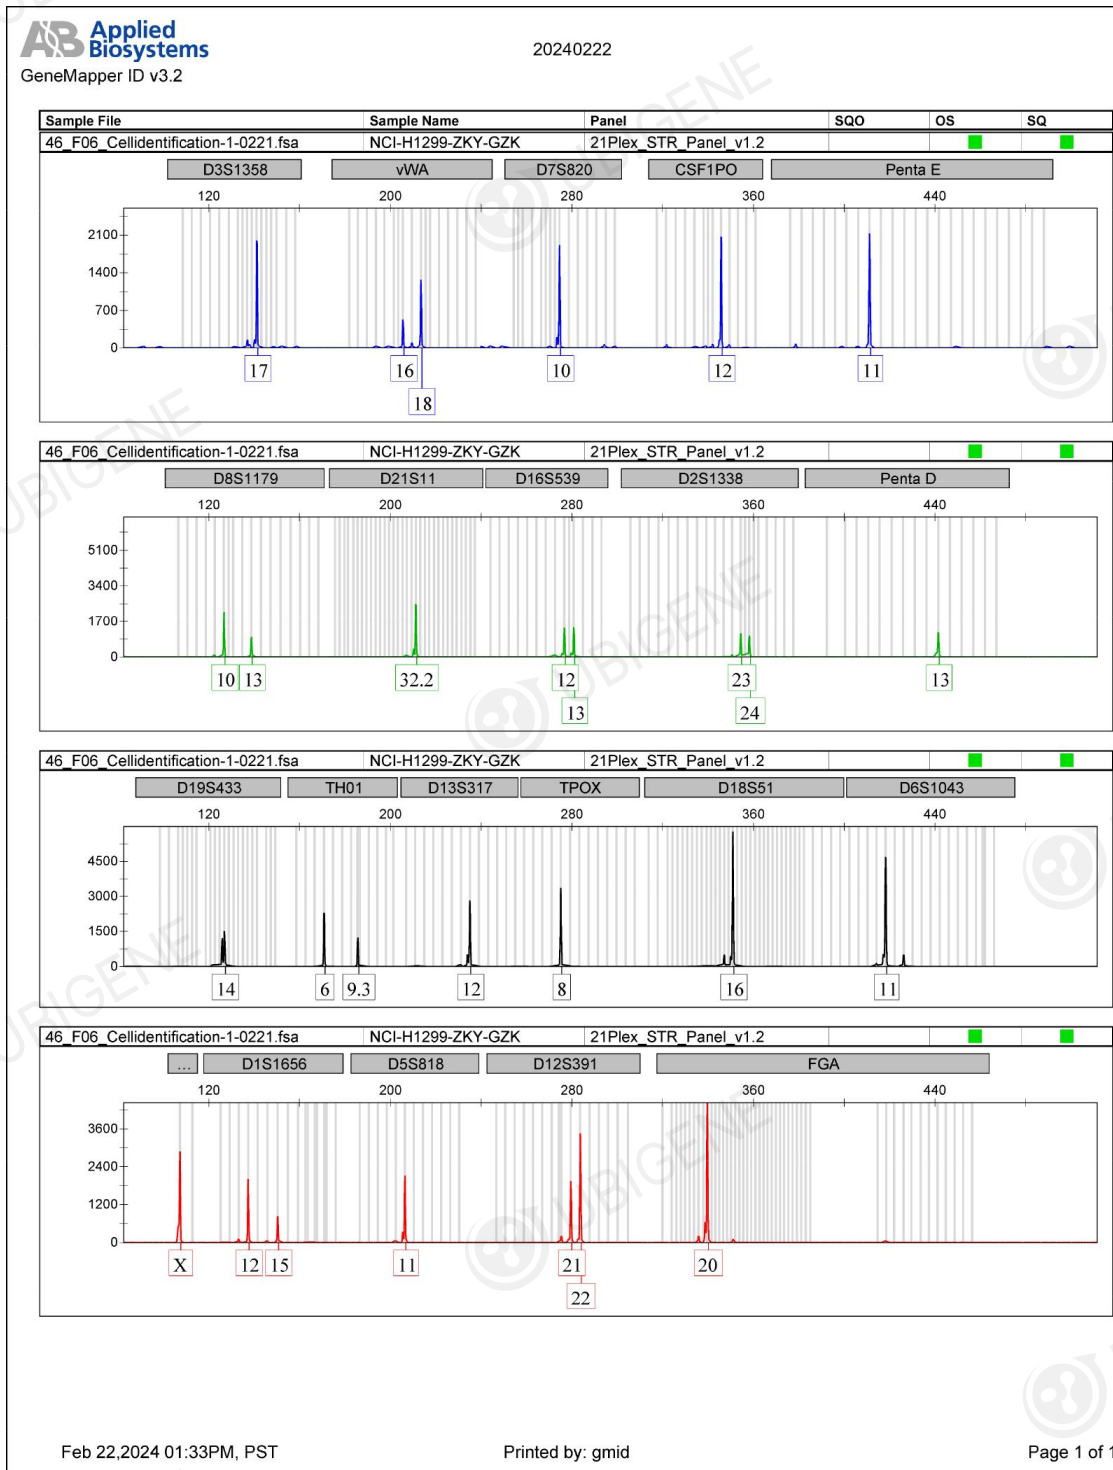 AB Applied Biosystems
GeneMapper ID v3.2
20240222
Sample File Sample Name Panel SQO OS SQ
46_F06_Cellidentification-1-0221.fsa NCI-H1299-ZKY-GZK 21Plex_STR_Panel_v1.2
D3S1358 vWA D7S820 CSF1PO Penta E
120 200 280 360 440
2100
1400
700
0
17 16 10 12 11
18
46_F06_Cellidentification-1-0221.fsa NCI-H1299-ZKY-GZK 21Plex_STR_Panel_v1.2
D8S1179 D21S11 D16S539 D2S1338 Penta D
120 200 280 360 440
5100
3400
1700
0
10 13 32.2 12 23 13
13 24
46_F06_Cellidentification-1-0221.fsa NCI-H1299-ZKY-GZK 21Plex_STR_Panel_v1.2
D19S433 TH01 D13S317 TPOX D18S51 D6S1043
120 200 280 360 440
4500
3000
1500
0
14 6 9.3 12 8 16 11
46_F06_Cellidentification-1-0221.fsa NCI-H1299-ZKY-GZK 21Plex_STR_Panel_v1.2
... D1S1656 D5S818 D12S391 FGA
120 200 280 360 440
3600
2400
1200
0
X 12 15 11 21 20
22
Feb 22,2024 01:33PM, PST Printed by: gmid Page 1 of 1
UBIGENE
UBIGENE
UBIGENE
UBIGENE
UBIGENE